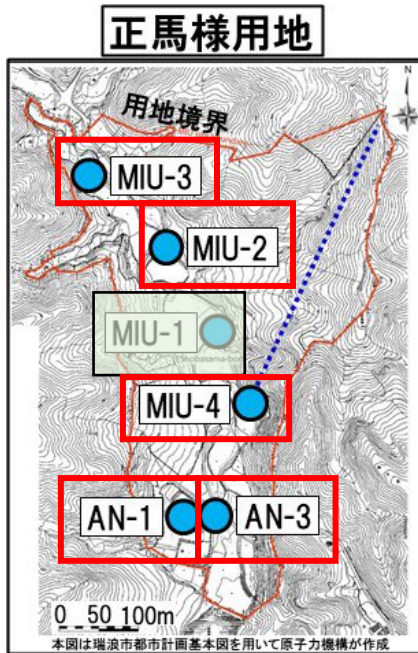 正馬様用地
N
用地境界
MIU-3
MIU-2
MIU-1
MIU-4
AN-1
AN-3
0 50 100m
本図は瑞浪市都市計画基本図を用いて原子力機構が作成